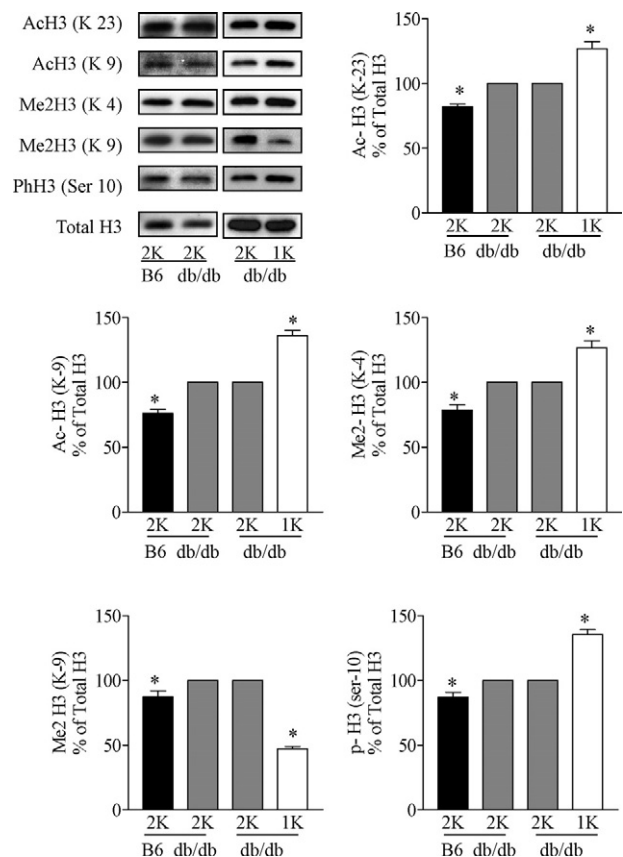 AcH3 (K 23)
AcH3 (K 9)
Me2H3 (K 4)
Me2H3 (K 9)
PhH3 (Ser 10)
Total H3
2K 2K 2K 1K
B6 db/db db/db
Ac- H3 (K-23)
% of Total H3
150
100
50
0
* *
2K 2K 2K 1K
B6 db/db db/db
Ac- H3 (K-9)
% of Total H3
150
100
50
0
* *
2K 2K 2K 1K
B6 db/db db/db
Me2- H3 (K-4)
% of Total H3
150
100
50
0
* *
2K 2K 2K 1K
B6 db/db db/db
Me2 H3 (K-9)
% of Total H3
150
100
50
0
* *
2K 2K 2K 1K
B6 db/db db/db
p- H3 (ser-10)
% of Total H3
150
100
50
0
* *
2K 2K 2K 1K
B6 db/db db/db